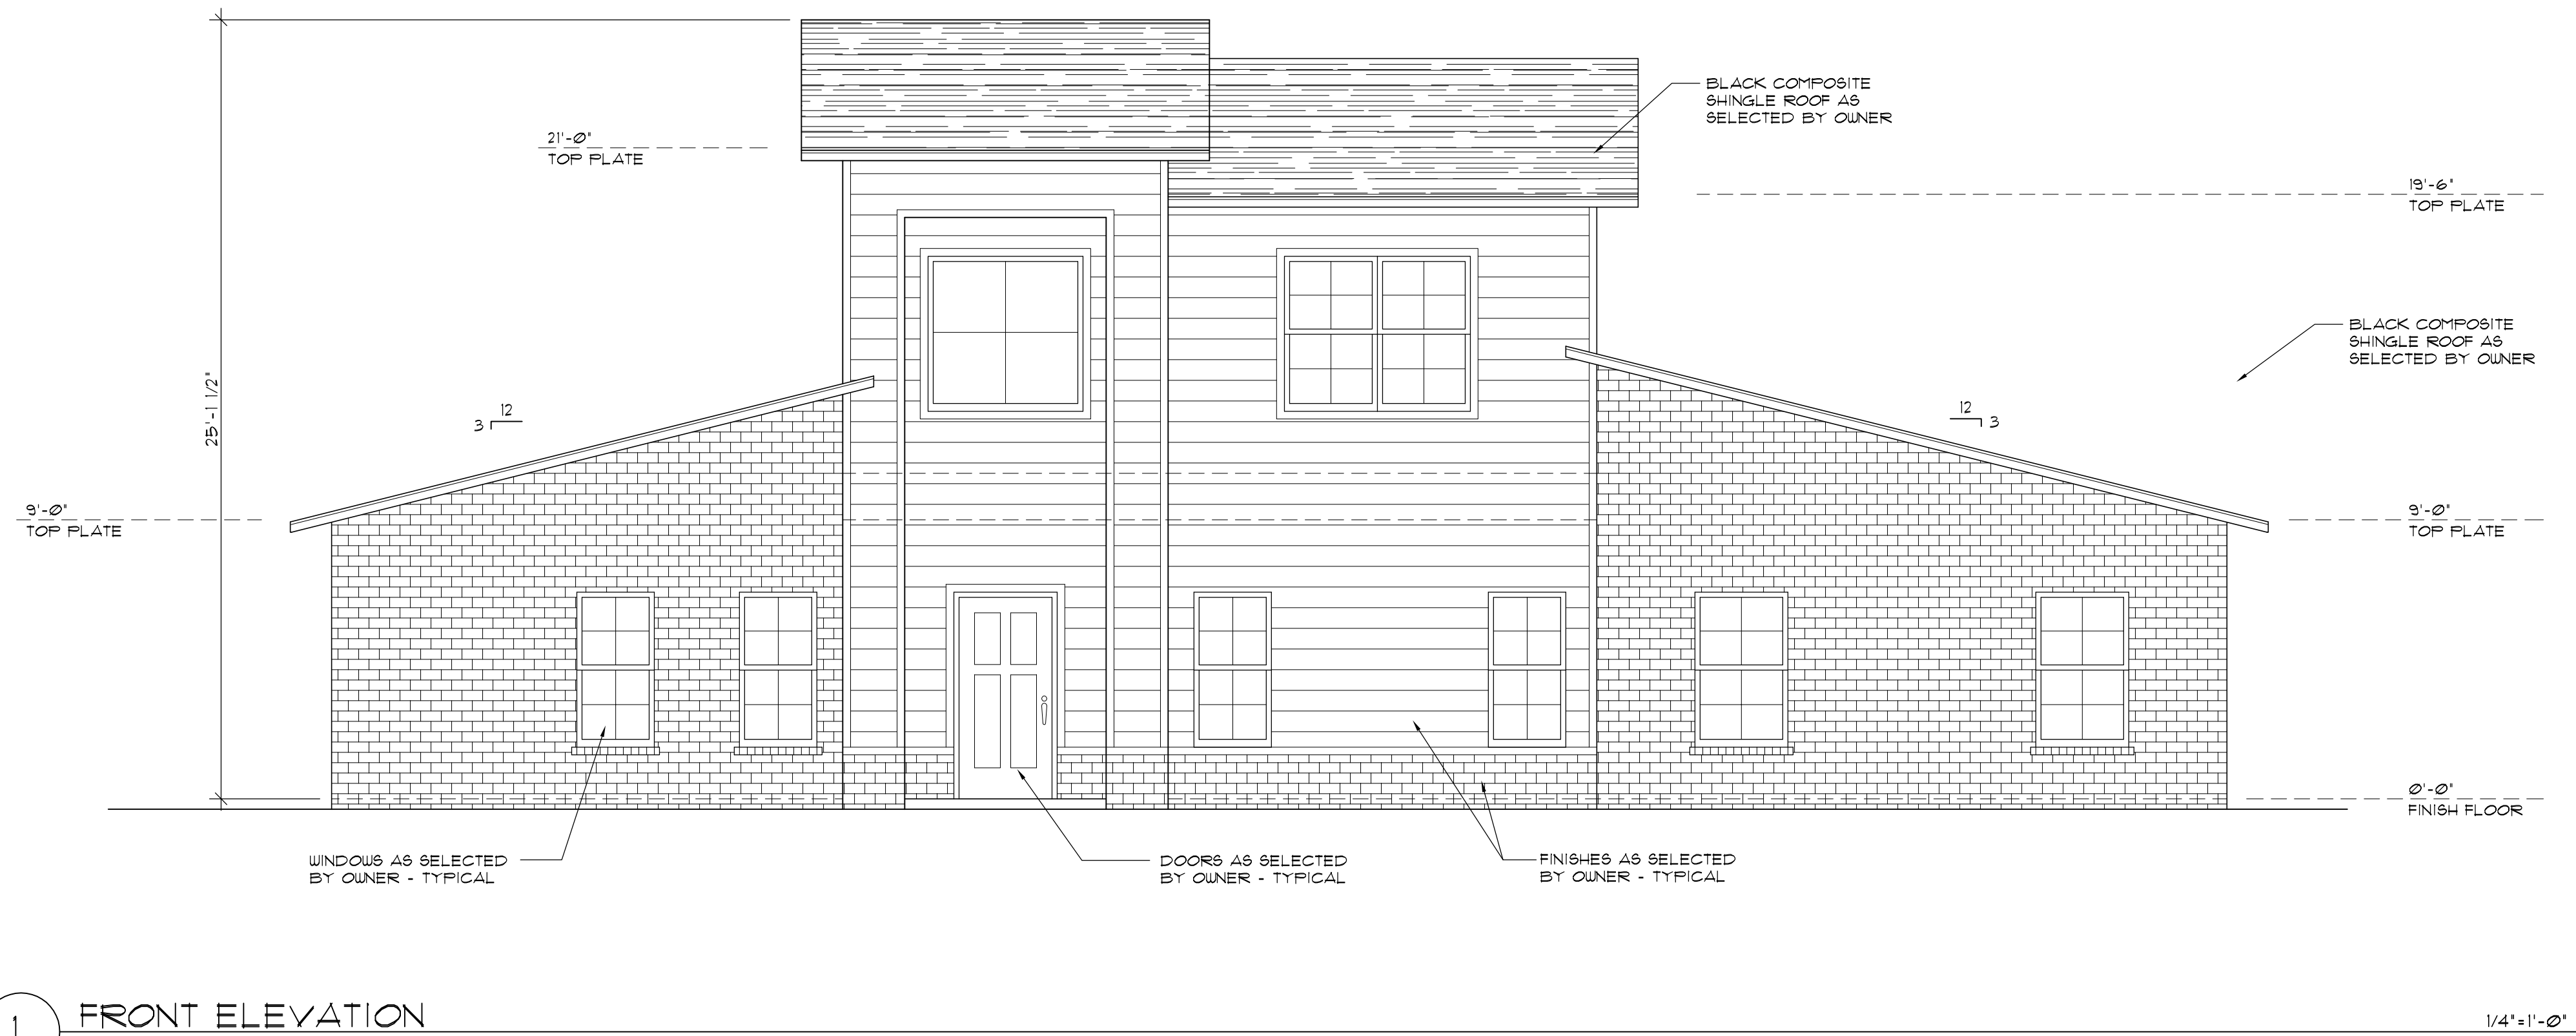 BLACK COMPOSITE
SHINGLE ROOF AS
SELECTED BY OWNER
21'-0"
TOP PLATE
19'-6"
TOP PLATE
BLACK COMPOSITE
SHINGLE ROOF AS
SELECTED BY OWNER
25'-1 1/2"
12
3
12
3
9'-0"
TOP PLATE
9'-0"
TOP PLATE
0'-0"
FINISH FLOOR
WINDOWS AS SELECTED
BY OWNER - TYPICAL
DOORS AS SELECTED
BY OWNER - TYPICAL
FINISHES AS SELECTED
BY OWNER - TYPICAL
1
FRONT ELEVATION
1/4"=1'-0"